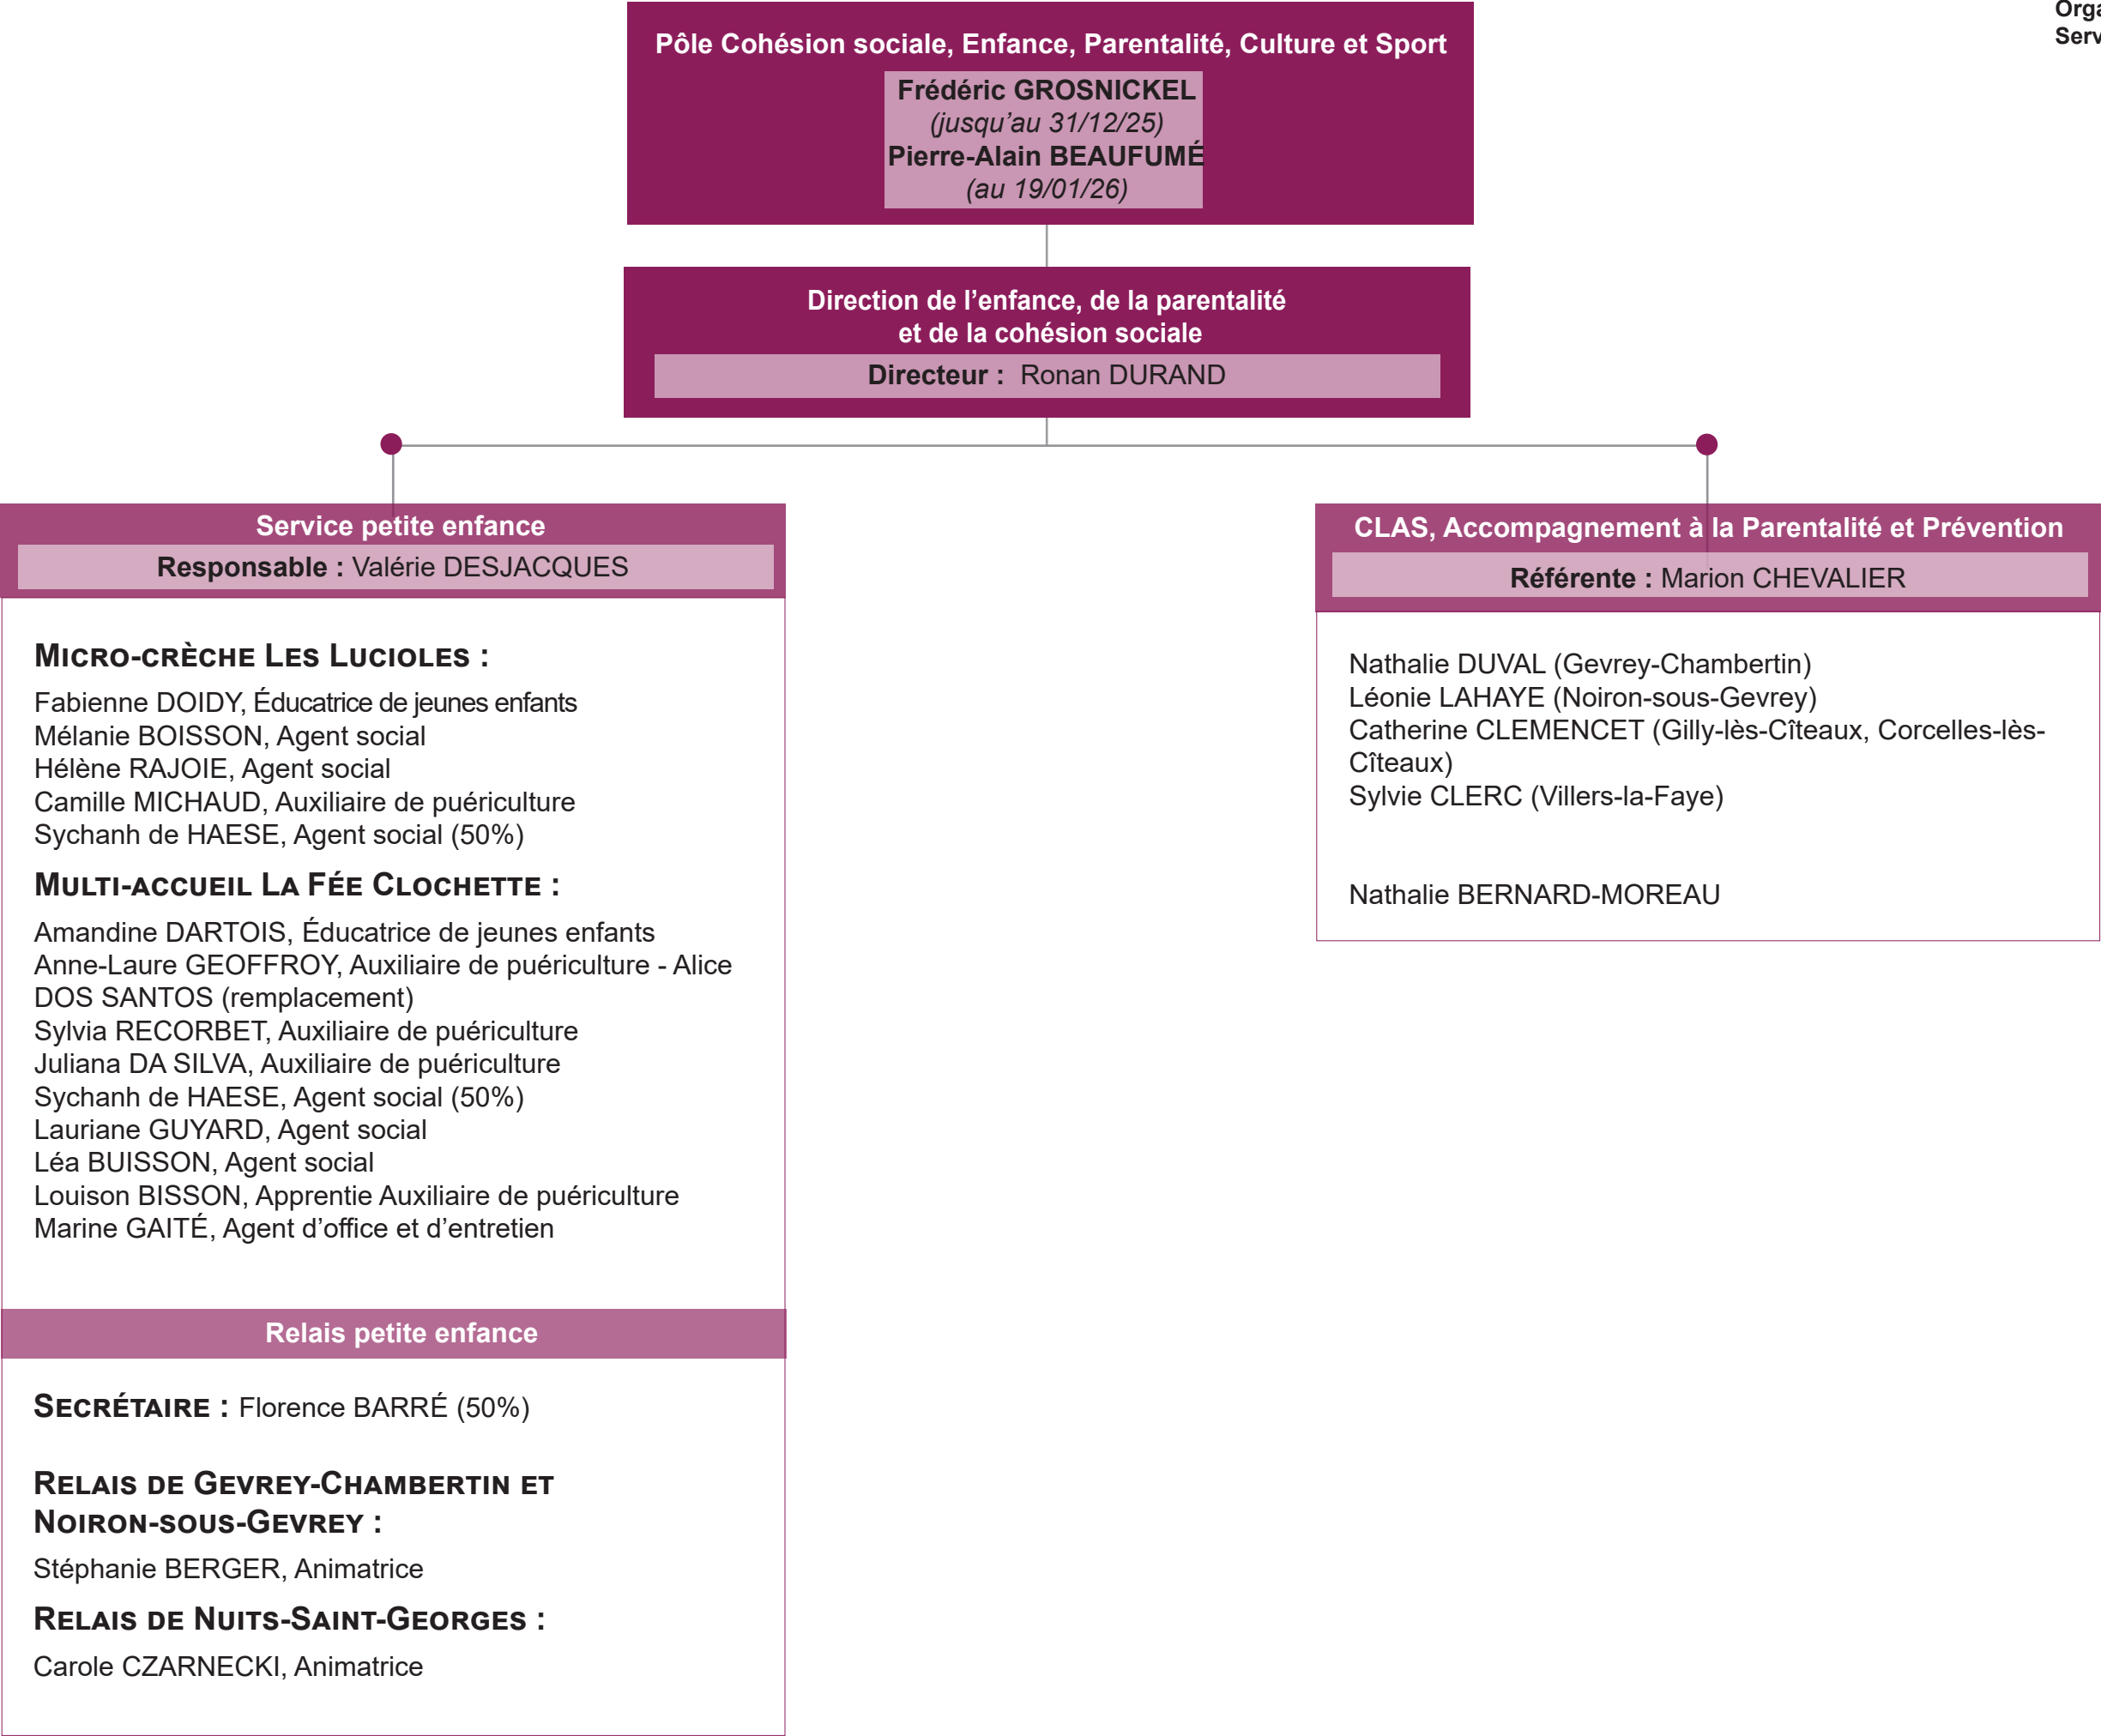 Pôle Cohésion sociale, Enfance, Parentalité, Culture et Sport
Frédéric GROSNICKEL
(jusqu’au 31/12/25)
Pierre-Alain BEAUFUMÉ
(au 19/01/26)
Direction de l’enfance, de la parentalité
et de la cohésion sociale
Directeur : Ronan DURAND
Service petite enfance
Responsable : Valérie DESJACQUES
Micro-crèche Les Lucioles :
Fabienne DOIDY, Éducatrice de jeunes enfants
Mélanie BOISSON, Agent social
Hélène RAJOIE, Agent social
Camille MICHAUD, Auxiliaire de puériculture
Sychanh de HAESE, Agent social (50%)
Multi-accueil La Fée Clochette :
Amandine DARTOIS, Éducatrice de jeunes enfants
Anne-Laure GEOFFROY, Auxiliaire de puériculture - Alice
DOS SANTOS (remplacement)
Sylvia RECORBET, Auxiliaire de puériculture
Juliana DA SILVA, Auxiliaire de puériculture
Sychanh de HAESE, Agent social (50%)
Lauriane GUYARD, Agent social
Léa BUISSON, Agent social
Louison BISSON, Apprentie Auxiliaire de puériculture
Marine GAITÉ, Agent d’office et d’entretien
Relais petite enfance
Secrétaire : Florence BARRÉ (50%)
Relais de Gevrey-Chambertin et
Noiron-sous-Gevrey :
Stéphanie BERGER, Animatrice
Relais de Nuits-Saint-Georges :
Carole CZARNECKI, Animatrice
CLAS, Accompagnement à la Parentalité et Prévention
Référente : Marion CHEVALIER
Nathalie DUVAL (Gevrey-Chambertin)
Léonie LAHAYE (Noiron-sous-Gevrey)
Catherine CLEMENCET (Gilly-lès-Cîteaux, Corcelles-lès-
Cîteaux)
Sylvie CLERC (Villers-la-Faye)
Nathalie BERNARD-MOREAU